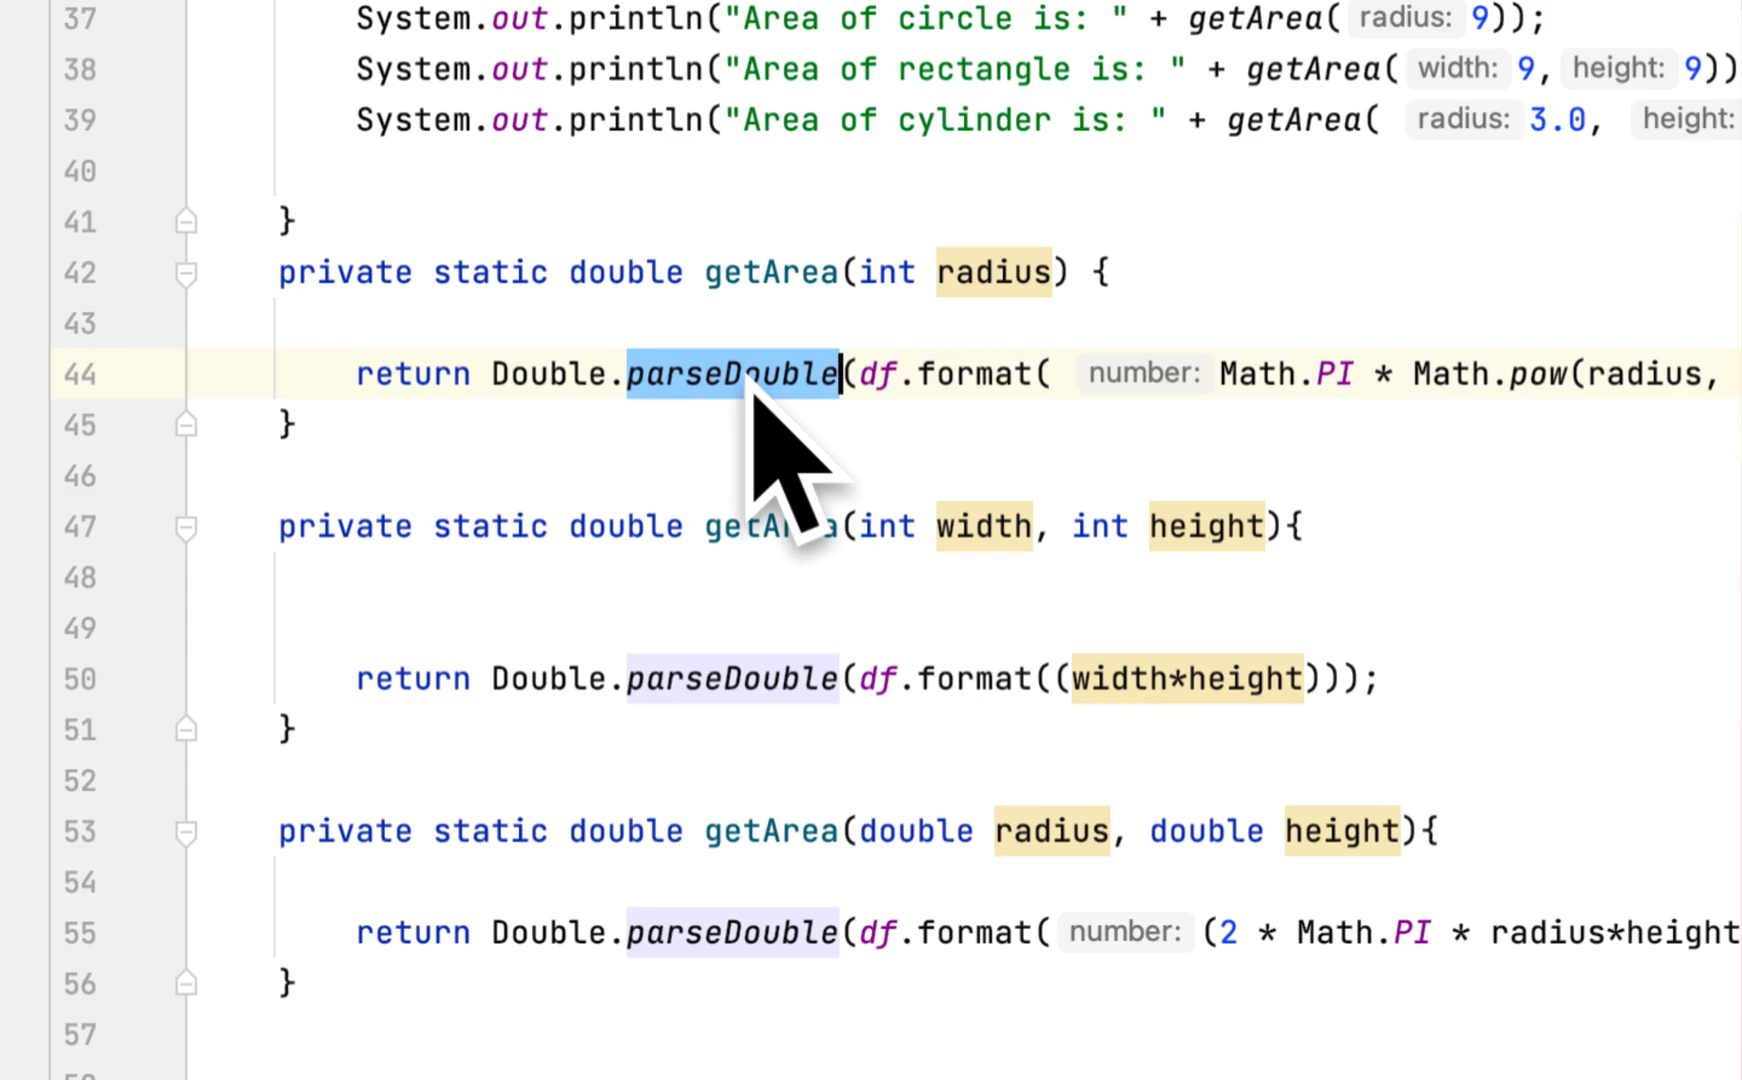 37 System.out.println("Area of circle is: " + getArea( radius: 9));
38 System.out.println("Area of rectangle is: " + getArea( width: 9, height: 9))
39 System.out.println("Area of cylinder is: " + getArea( radius: 3.0, height:
40
41 }
42 private static double getArea(int radius) {
43
44 return Double.parseDouble(df.format( number: Math.PI * Math.pow(radius,
45 }
46
47 private static double getArea(int width, int height){
48
49
50 return Double.parseDouble(df.format((width*height)));
51 }
52
53 private static double getArea(double radius, double height){
54
55 return Double.parseDouble(df.format( number: (2 * Math.PI * radius*height
56 }
57